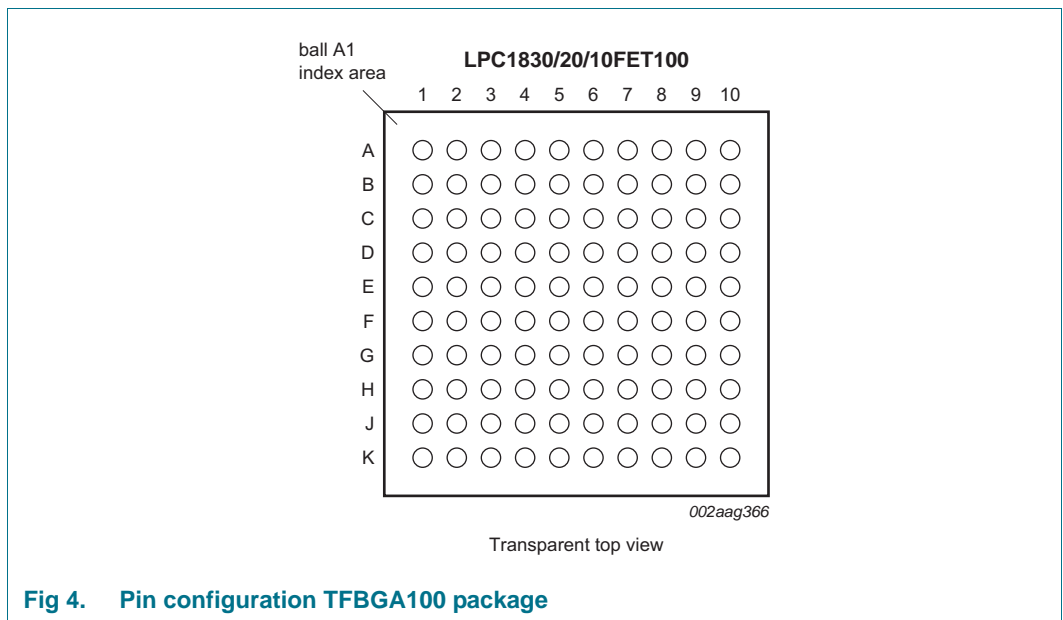 ball A1
index area
LPC1830/20/10FET100
1 2 3 4 5 6 7 8 9 10
A
B
C
D
E
F
G
H
J
K
002aag366
Transparent top view
Fig 4. Pin configuration TFBGA100 package